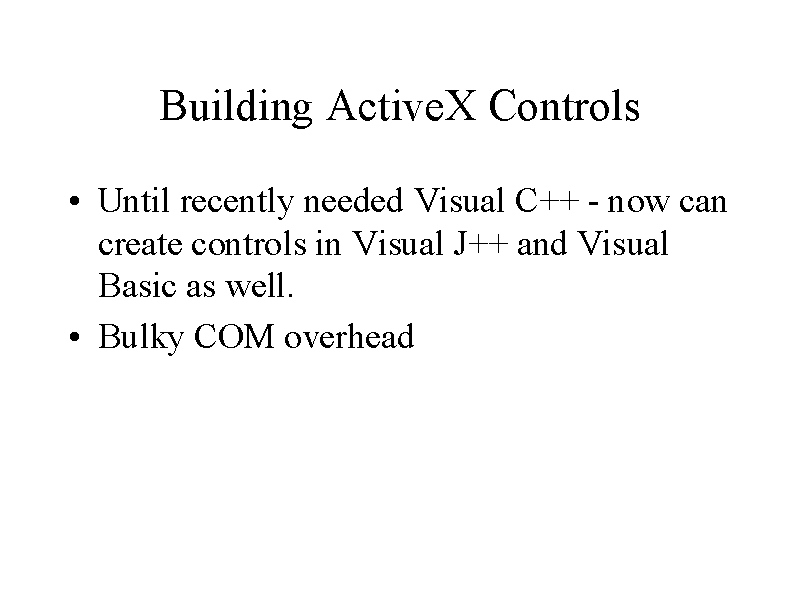 Building Active.X Controls
• Until recently needed Visual C++ - now can
create controls in Visual J++ and Visual
Basic as well.
• Bulky COM overhead